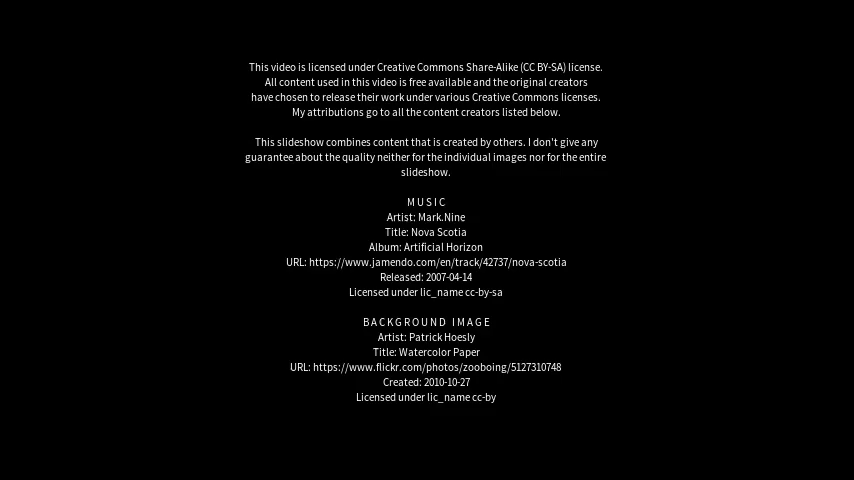 This video is licensed under Creative Commons Share-Alike (CC BY-SA) license.
All content used in this video is free available and the original creators
have chosen to release their work under various Creative Commons licenses.
My attributions go to all the content creators listed below.
This slideshow combines content that is created by others. I don't give any
guarantee about the quality neither for the individual images nor for the entire
slideshow.
MUSIC
Artist: Mark.Nine
Title: Nova Scotia
Album: Artificial Horizon
URL: https://www.jamendo.com/en/track/42737/nova-scotia
Released: 2007-04-14
Licensed under lic_name cc-by-sa
BACKGROUND IMAGE
Artist: Patrick Hoesly
Title: Watercolor Paper
URL: https://www.flickr.com/photos/zooboing/5127310748
Created: 2010-10-27
Licensed under lic_name cc-by